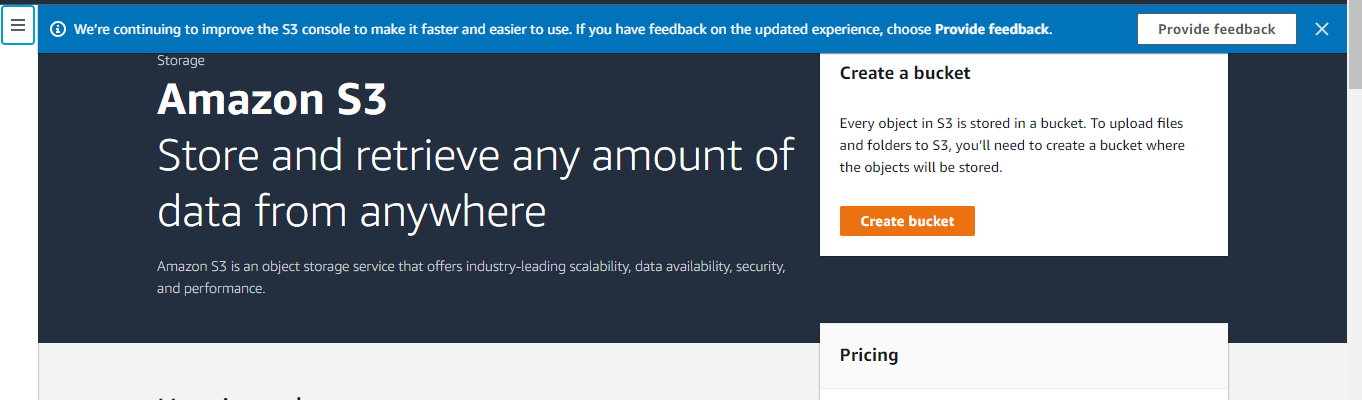 We're continuing to improve the S3 console to make it faster and easier to use. If you have feedback on the updated experience, choose Provide feedback.
Provide feedback
Storage
Amazon S3
Store and retrieve any amount of
data from anywhere
Amazon S3 is an object storage service that offers industry-leading scalability, data availability, security,
and performance.
Create a bucket
Every object in S3 is stored in a bucket. To upload files
and folders to S3, you'll need to create a bucket where
the objects will be stored.
Create bucket
Pricing